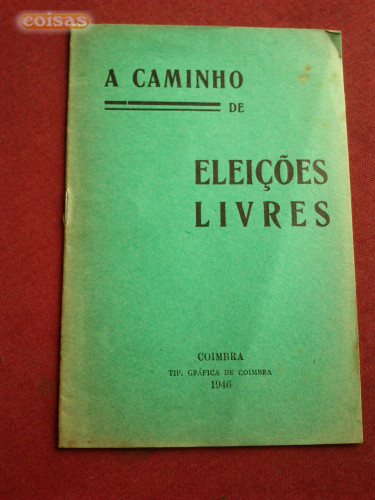 coisas
A CAMINHO
DE
ELEIÇÕES
LIVRES
COIMBRA
TIP. GRÁFICA DE COIMBRA
1946